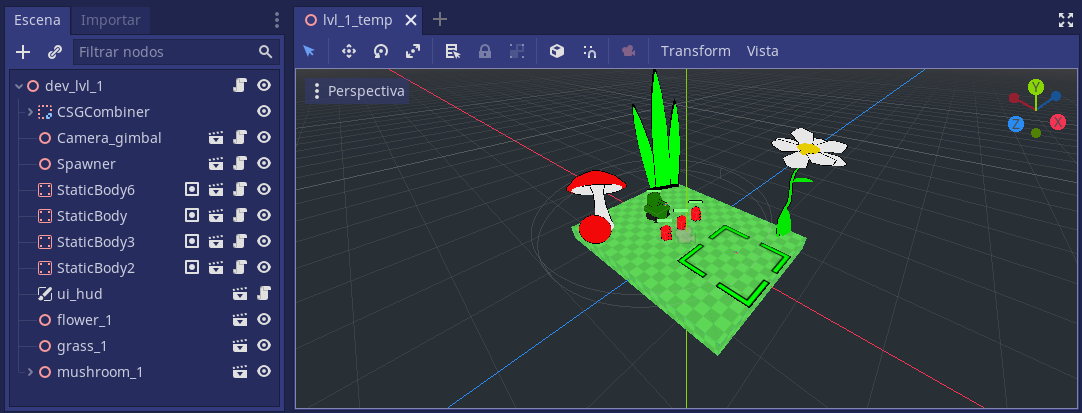 Escena Importar
Filtrar nodos
dev_lvl_1
CSGCombiner
Camera_gimbal
Spawner
StaticBody6
StaticBody
StaticBody3
StaticBody2
ui_hud
flower_1
grass_1
mushroom_1
lvl_1_temp
Transform Vista
Perspectiva
Y
Z X